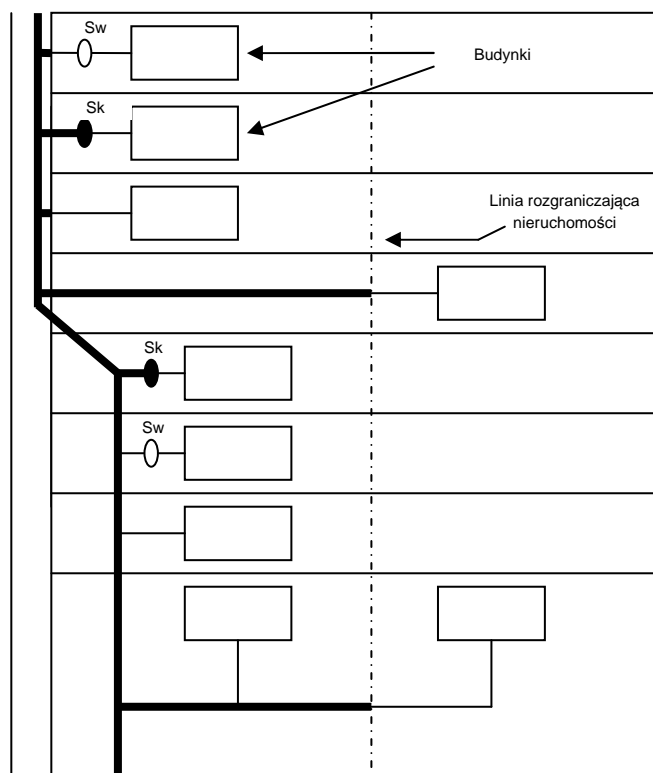 Sw
Budynki
Sk
Linia rozgraniczająca
nieruchomości
Sk
Sw